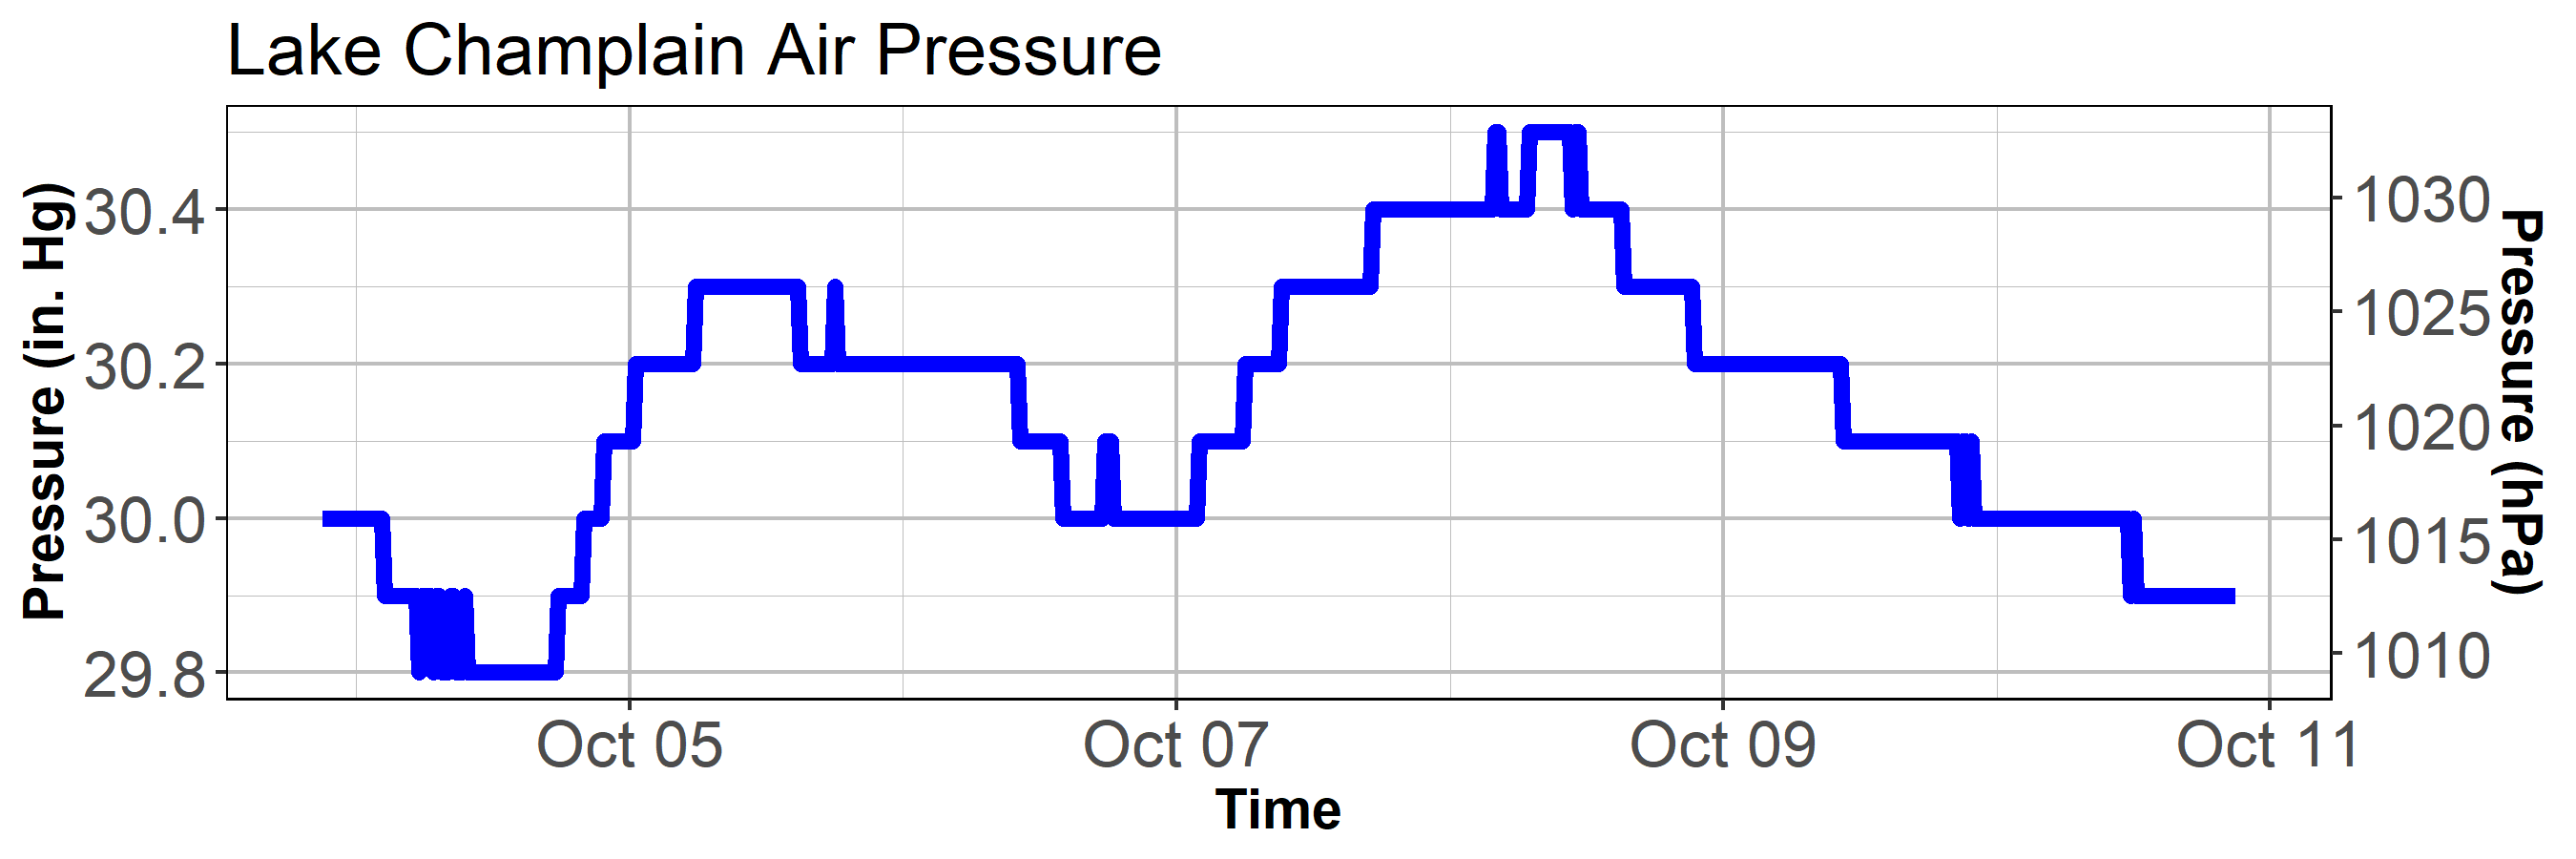 Lake Champlain Air Pressure
Pressure (in. Hg)
30.4
30.2
30.0
29.8
1030
1025
1020
1015
1010
Pressure (hPa)
Oct 05 Oct 07 Oct 09 Oct 11
Time